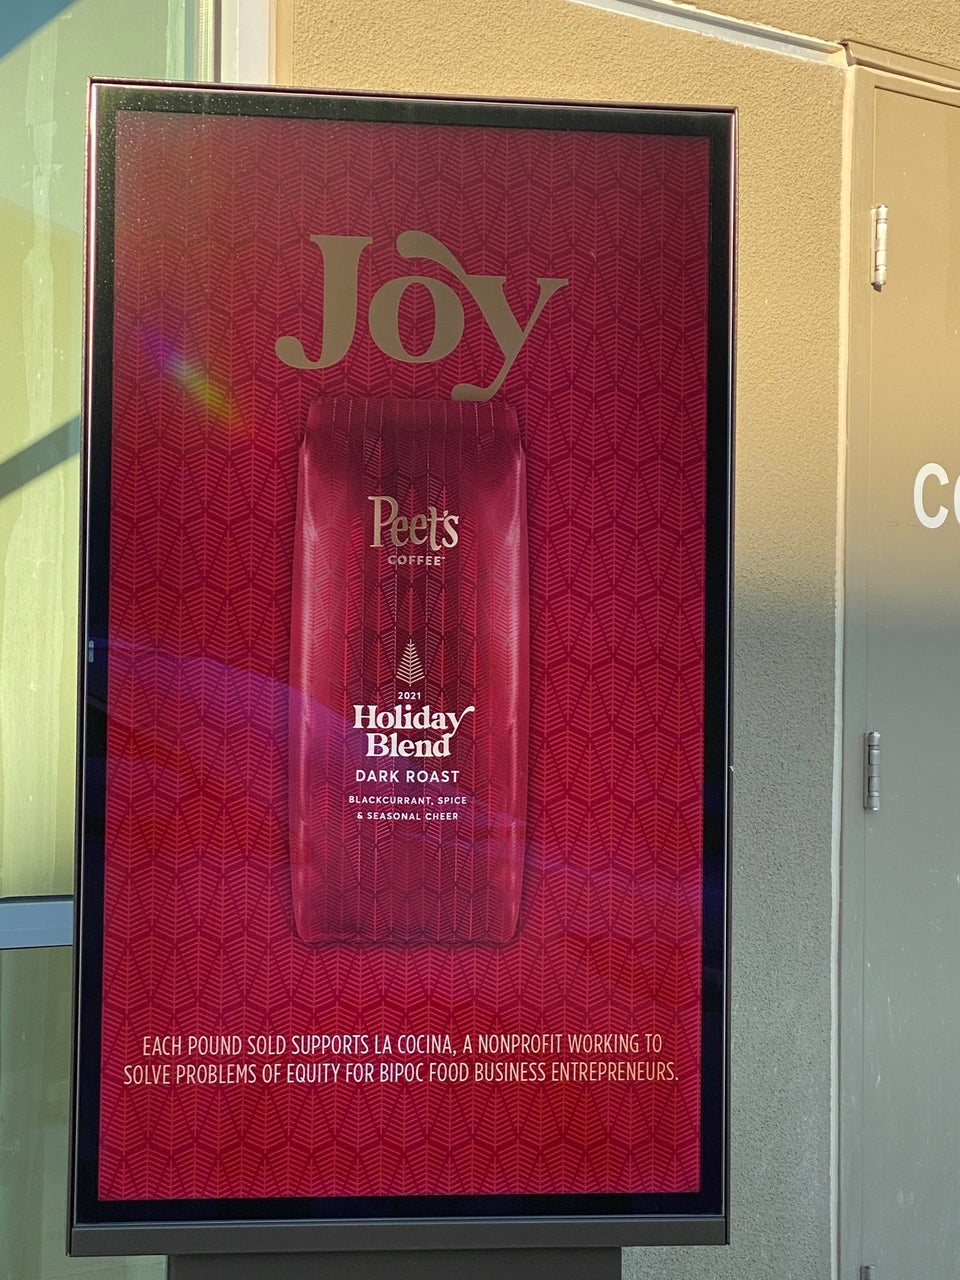 Joy
Peet's
COFFEE™
2021
Holiday
Blend
DARK ROAST
BLACKCURRANT, SPICE
& SEASONAL CHEER
EACH POUND SOLD SUPPORTS LA COCINA, A NONPROFIT WORKING TO
SOLVE PROBLEMS OF EQUITY FOR BIPOC FOOD BUSINESS ENTREPRENEURS.